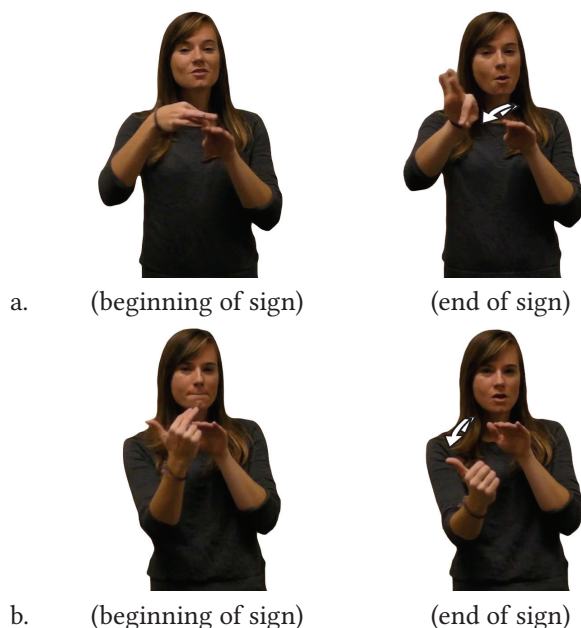 a. (beginning of sign) (end of sign)
b. (beginning of sign) (end of sign)